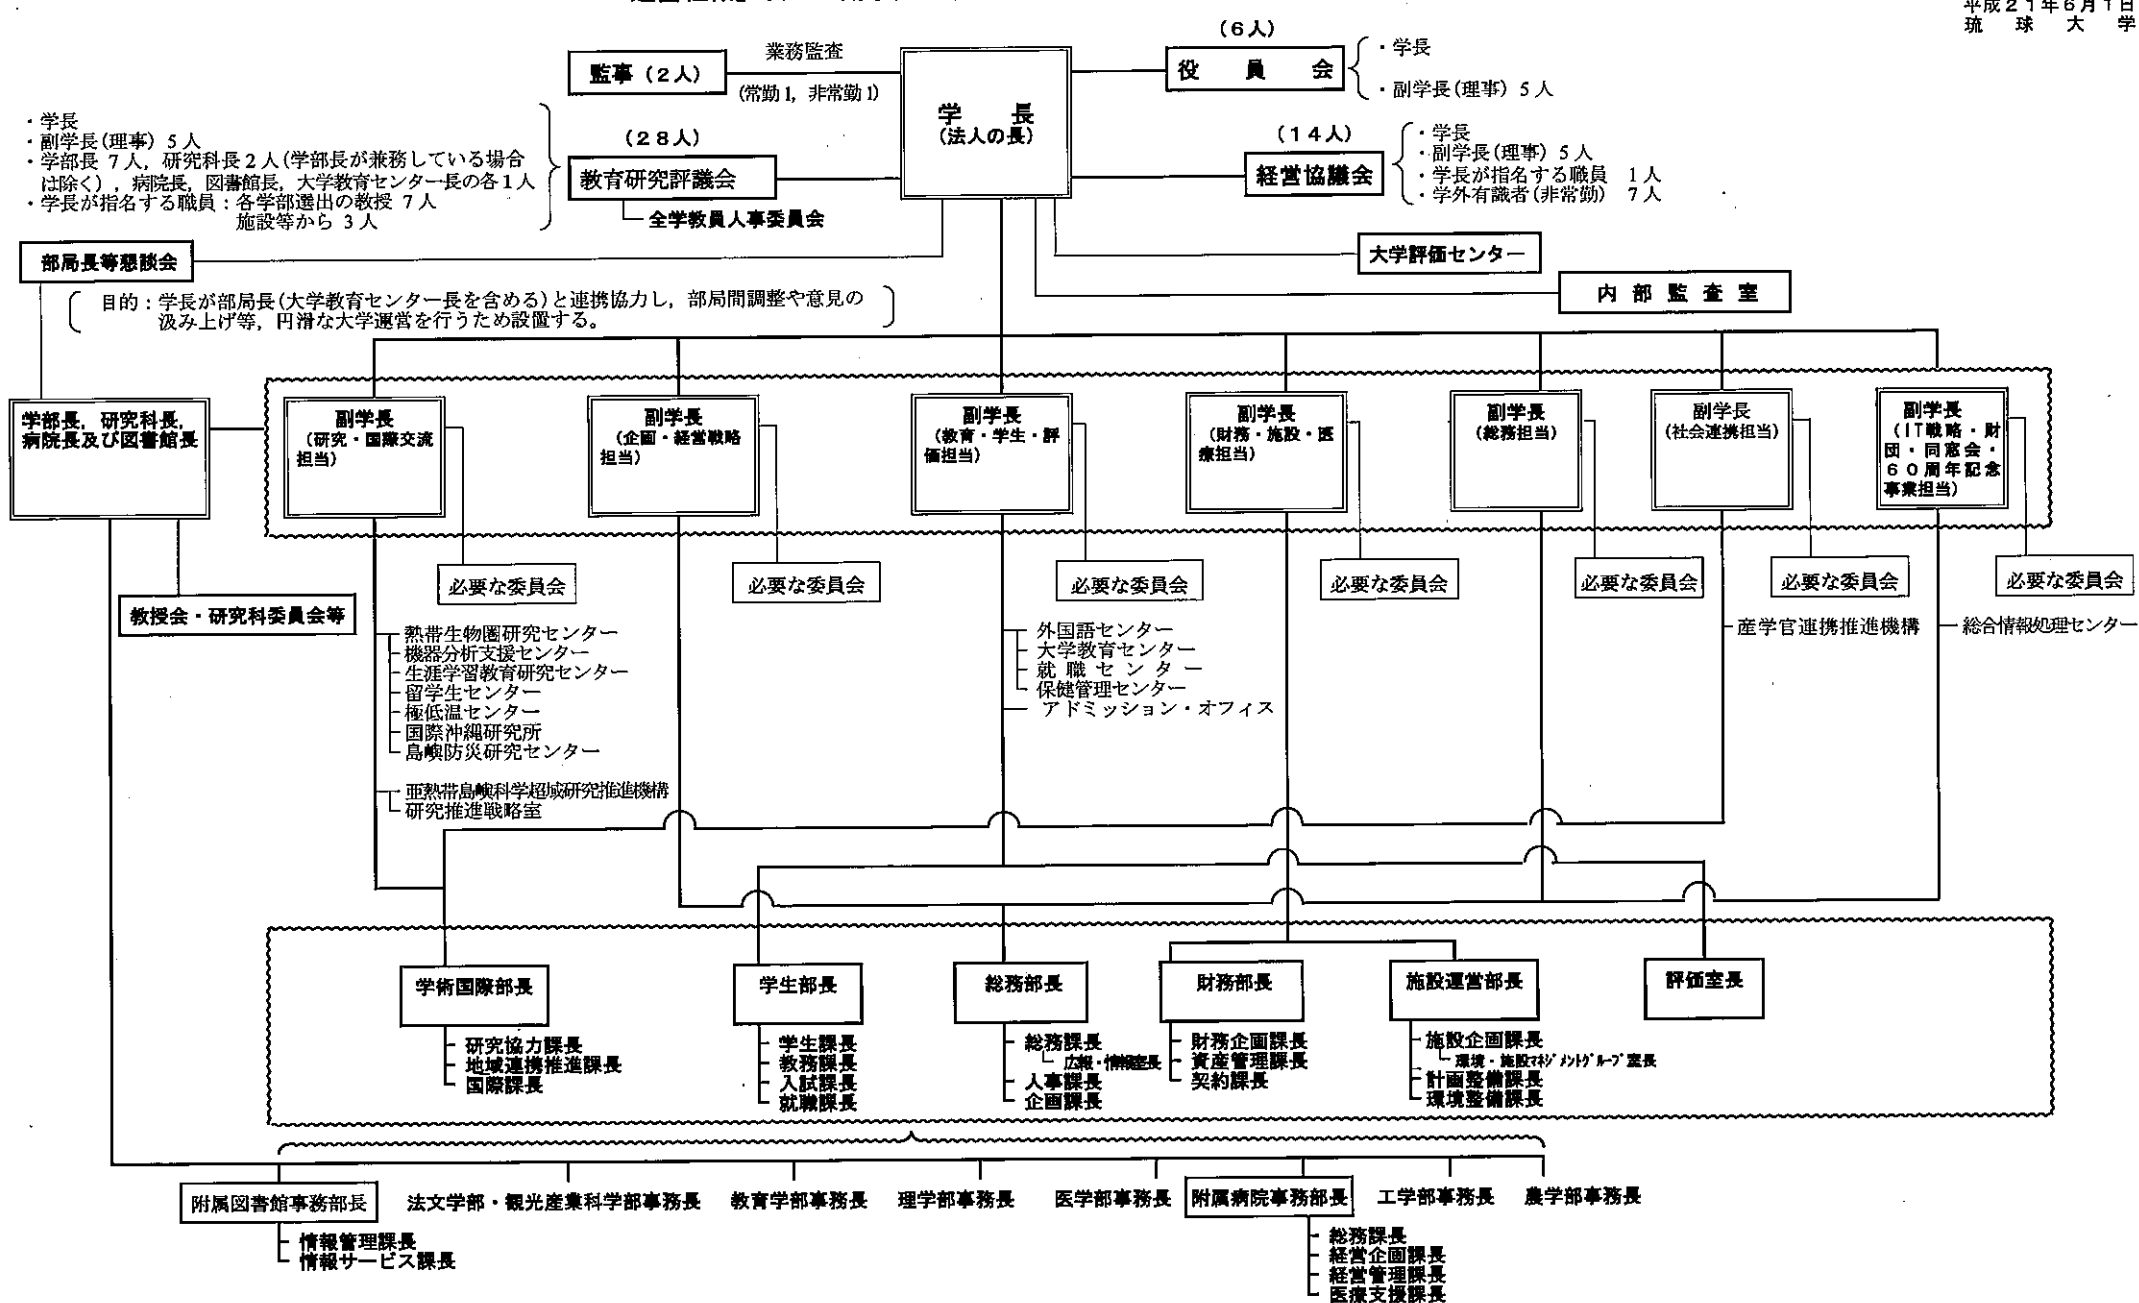 平成21年6月1日
琉球大学
監事(2人)
業務監査
(常勤1, 非常勤1)
学長
(法人の長)
(6人)
役員会
・学長
・副学長(理事) 5人
・学長
・副学長(理事) 5人
・学部長 7人, 研究科長2人(学部長が兼務している場合
は除く), 病院長, 図書館長, 大学教育センター長の各1人
・学長が指名する職員:各学部選出の教授 7人
施設等から 3人
(28人)
教育研究評議会
全学教員人事委員会
(14人)
経営協議会
・学長
・副学長(理事) 5人
・学長が指名する職員 1人
・学外有識者(非常勤) 7人
部局長等懇談会
大学評価センター
内部監査室
目的:学長が部局長(大学教育センター長を含める)と連携協力し, 部局間調整や意見の
汲み上げ等, 円滑な大学運営を行うため設置する。
学部長, 研究科長,
病院長及び図書館長
副学長
(研究・国際交流
担当)
副学長
(企画・経営戦略
担当)
副学長
(教育・学生・評
価担当)
副学長
(財務・施設・医
療担当)
副学長
(総務担当)
副学長
(社会連携担当)
副学長
(IT戦略・財
団・同窓会・
60周年記念
事業担当)
教授会・研究科委員会等
必要な委員会
必要な委員会
必要な委員会
必要な委員会
必要な委員会
必要な委員会
必要な委員会
熱帯生物圏研究センター
機器分析支援センター
生涯学習教育研究センター
留学生センター
極低温センター
国際沖縄研究所
島嶼防災研究センター
亜熱帯島嶼科学超域研究推進機構
研究推進戦略室
外国語センター
大学教育センター
就職センター
保健管理センター
アドミッション・オフィス
産学官連携推進機構
総合情報処理センター
学術国際部長
研究協力課長
地域連携推進課長
国際課長
学生部長
学生課長
教務課長
入試課長
就職課長
総務部長
総務課長
広報・情報室長
人事課長
企画課長
財務部長
財務企画課長
資産管理課長
契約課長
施設運営部長
施設企画課長
環境・施設マネジメントグループ室長
計画整備課長
環境整備課長
評価室長
附属図書館事務部長
情報管理課長
情報サービス課長
法文学部・観光産業科学部事務長
教育学部事務長
理学部事務長
医学部事務長
附属病院事務部長
総務課長
経営企画課長
経営管理課長
医療支援課長
工学部事務長
農学部事務長